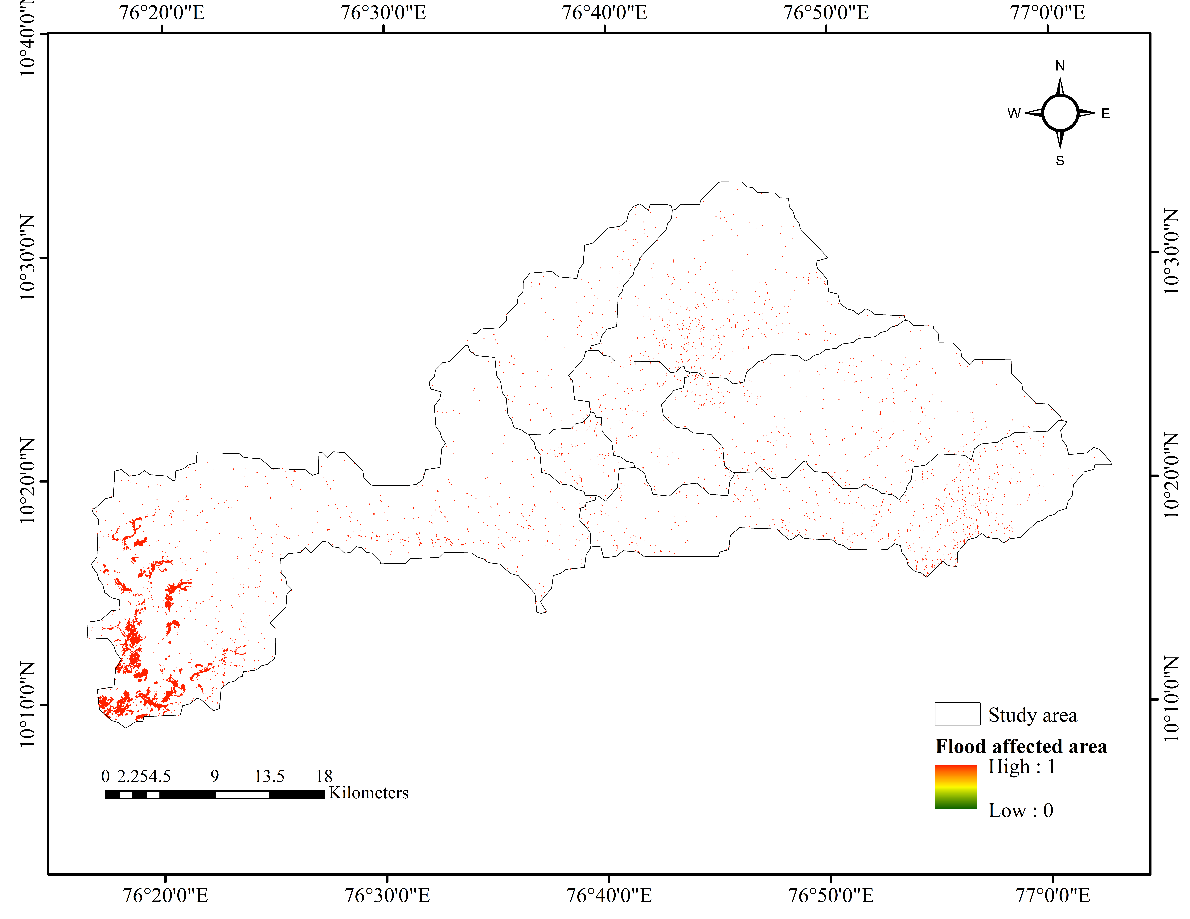 76°20'0"E 76°30'0"E 76°40'0"E 76°50'0"E 77°0'0"E
10°40'0"N
N
W E
S
10°30'0"N 10°30'0"N
10°20'0"N 10°20'0"N
10°10'0"N 10°10'0"N
Study area
Flood affected area
High : 1
Low : 0
0 2.254.5 9 13.5 18
Kilometers
76°20'0"E 76°30'0"E 76°40'0"E 76°50'0"E 77°0'0"E